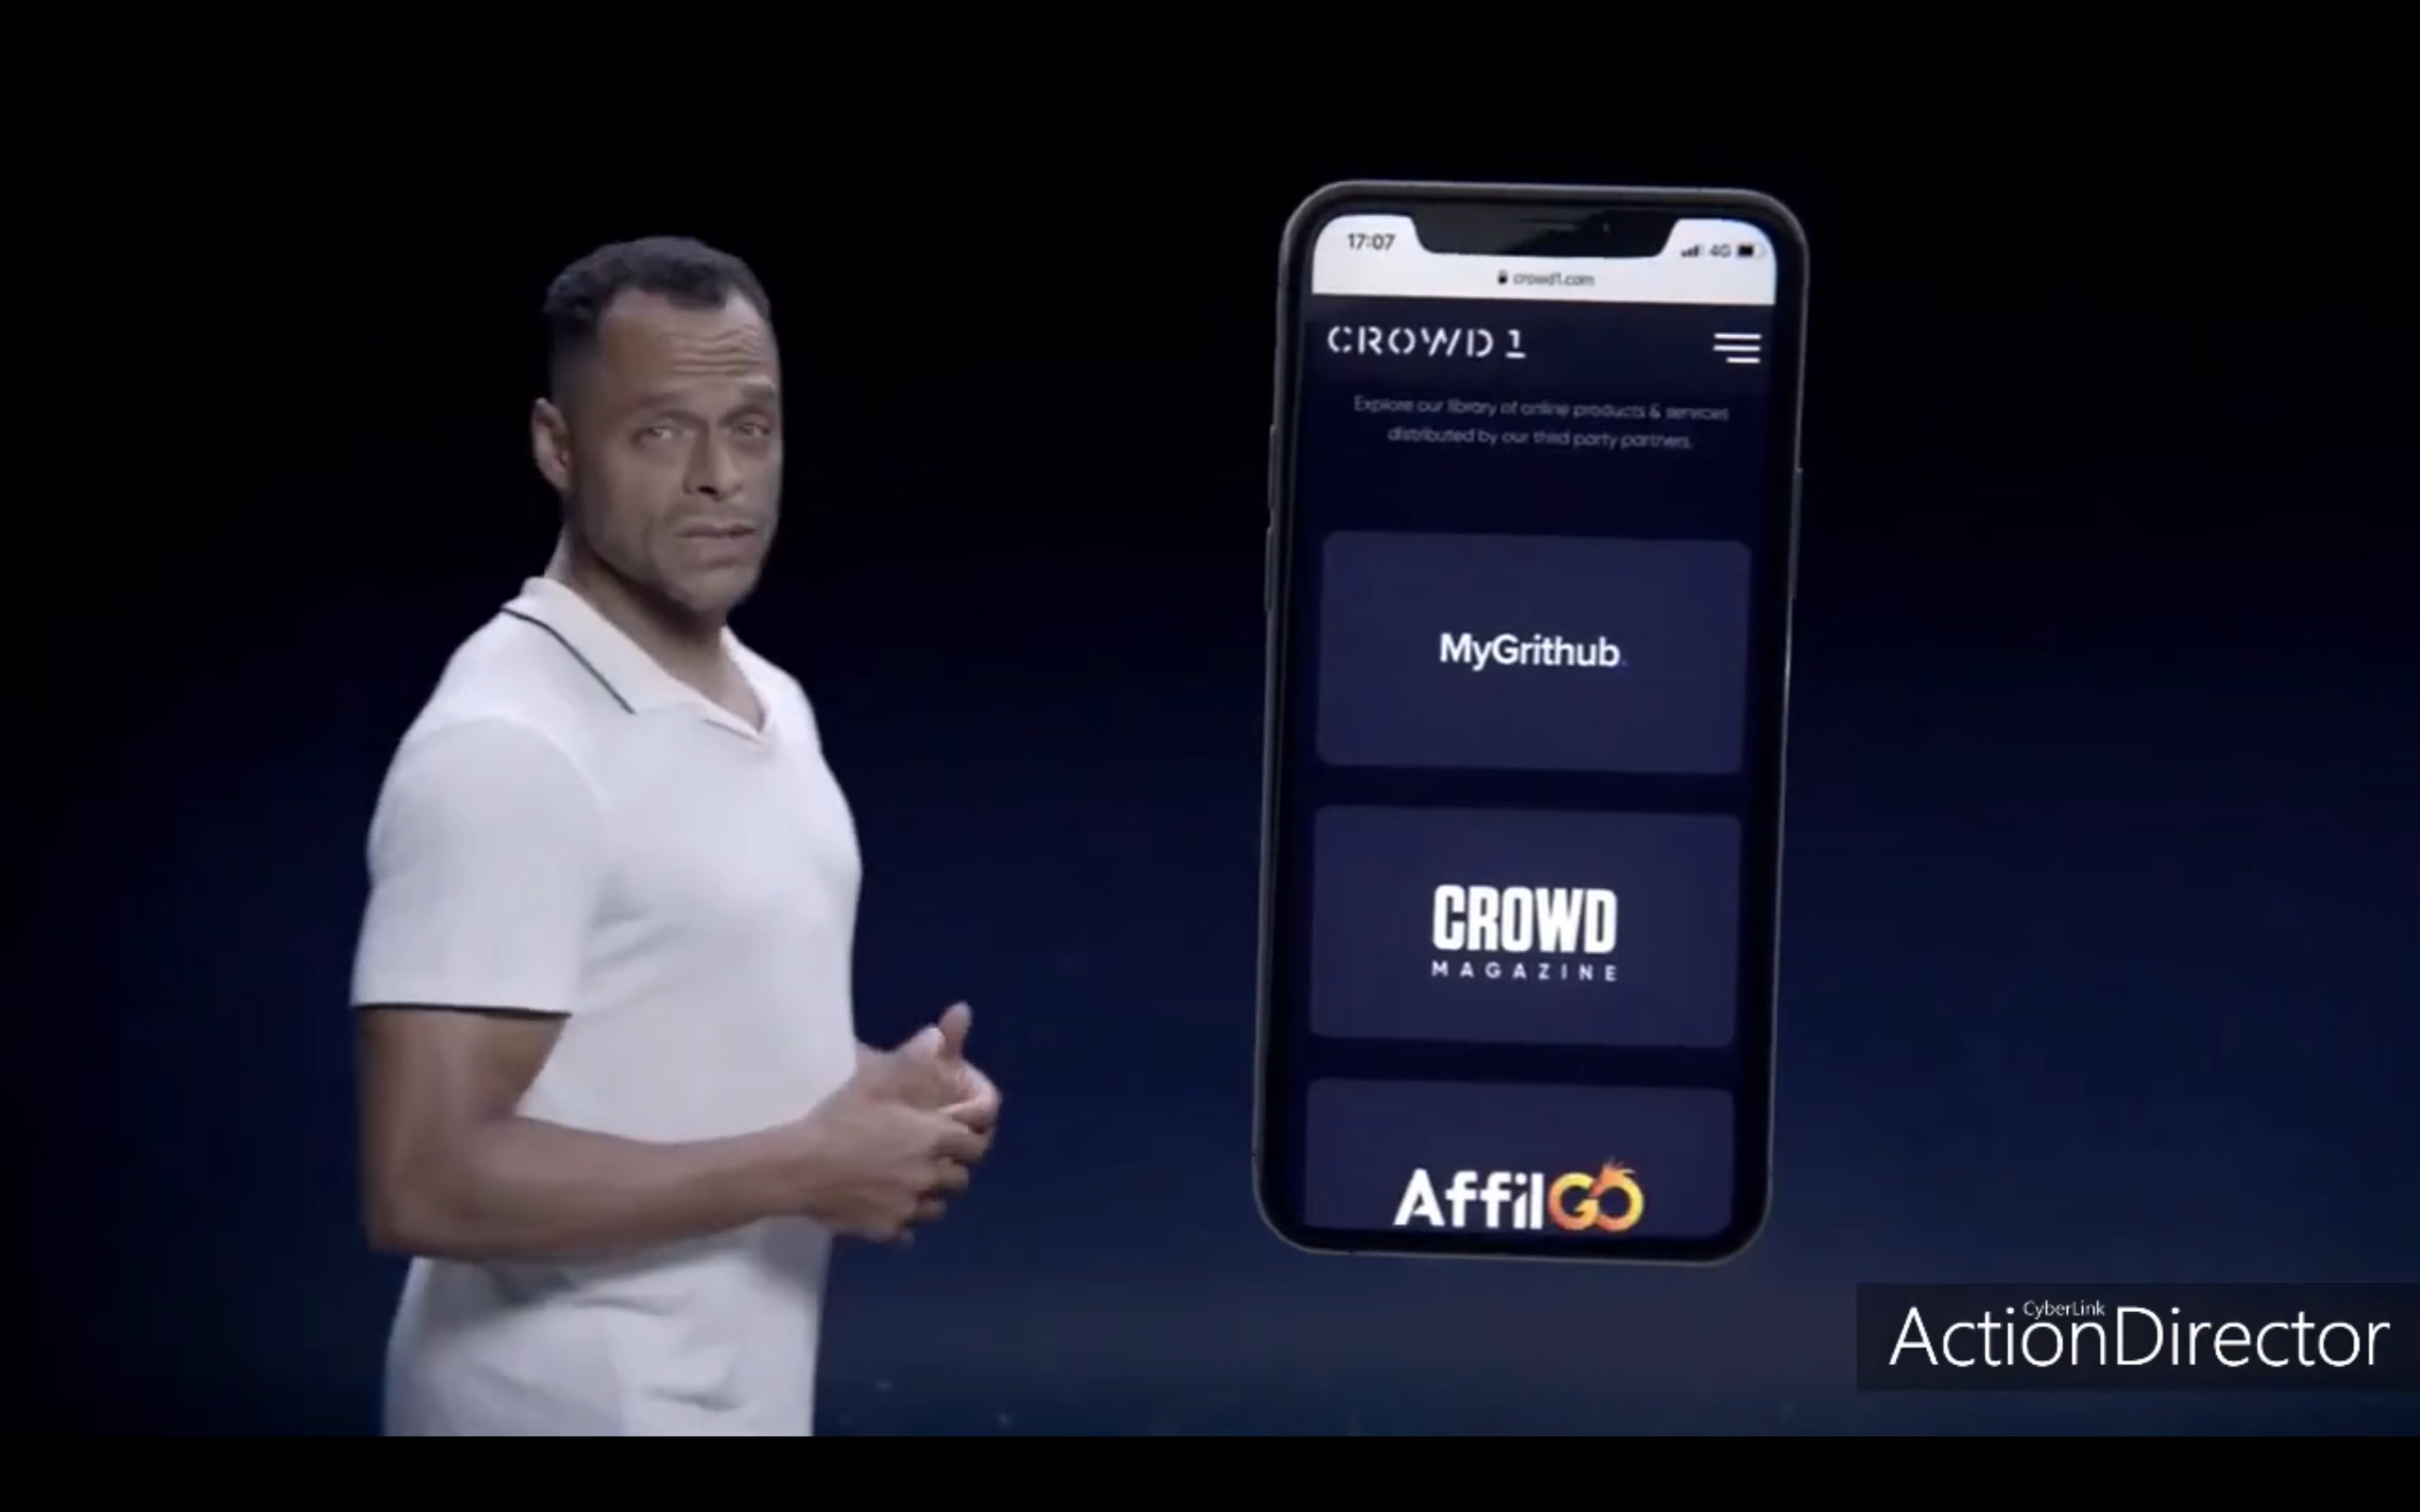 17:07
4G
crowd1.com
CROWD 1
Explore our library of online products & services
distributed by our third party partners.
MyGrithub.
CROWD
MAGAZINE
AffilGO
CyberLink
ActionDirector